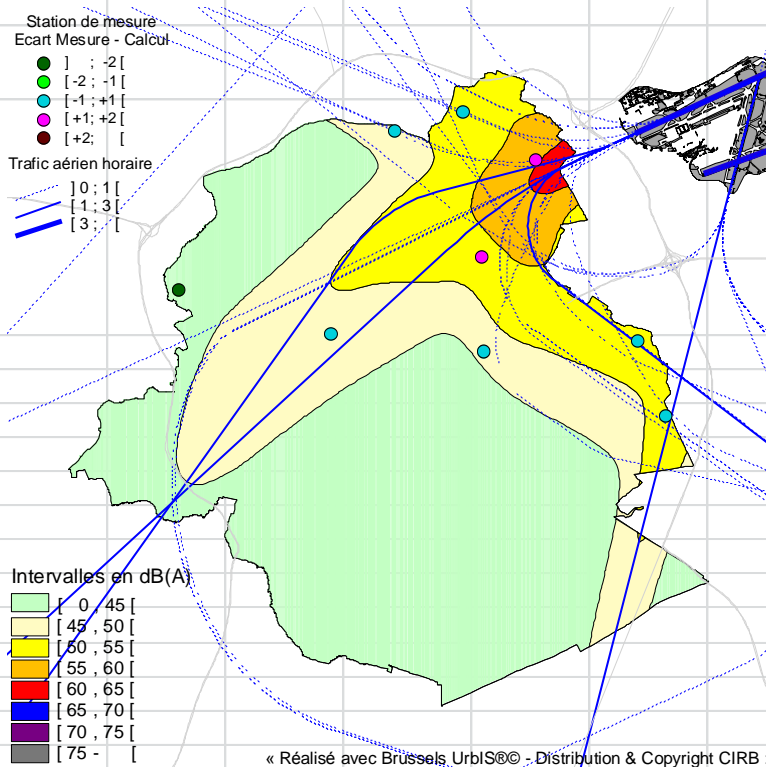 Station de mesure
Ecart Mesure - Calcul
]    ; -2 [
[ -2 ; -1 [
[ -1 ; +1 [
[ +1; +2 [
[ +2;    [
Trafic aérien horaire
] 0 ; 1 [
[ 1 ; 3 [
[ 3 ;   [
Intervalles en dB(A)
[ 0 , 45 [
[ 45 , 50 [
[ 50 , 55 [
[ 55 , 60 [
[ 60 , 65 [
[ 65 , 70 [
[ 70 , 75 [
[ 75 -    [
« Réalisé avec Brussels UrbIS®© - Distribution & Copyright CIRB